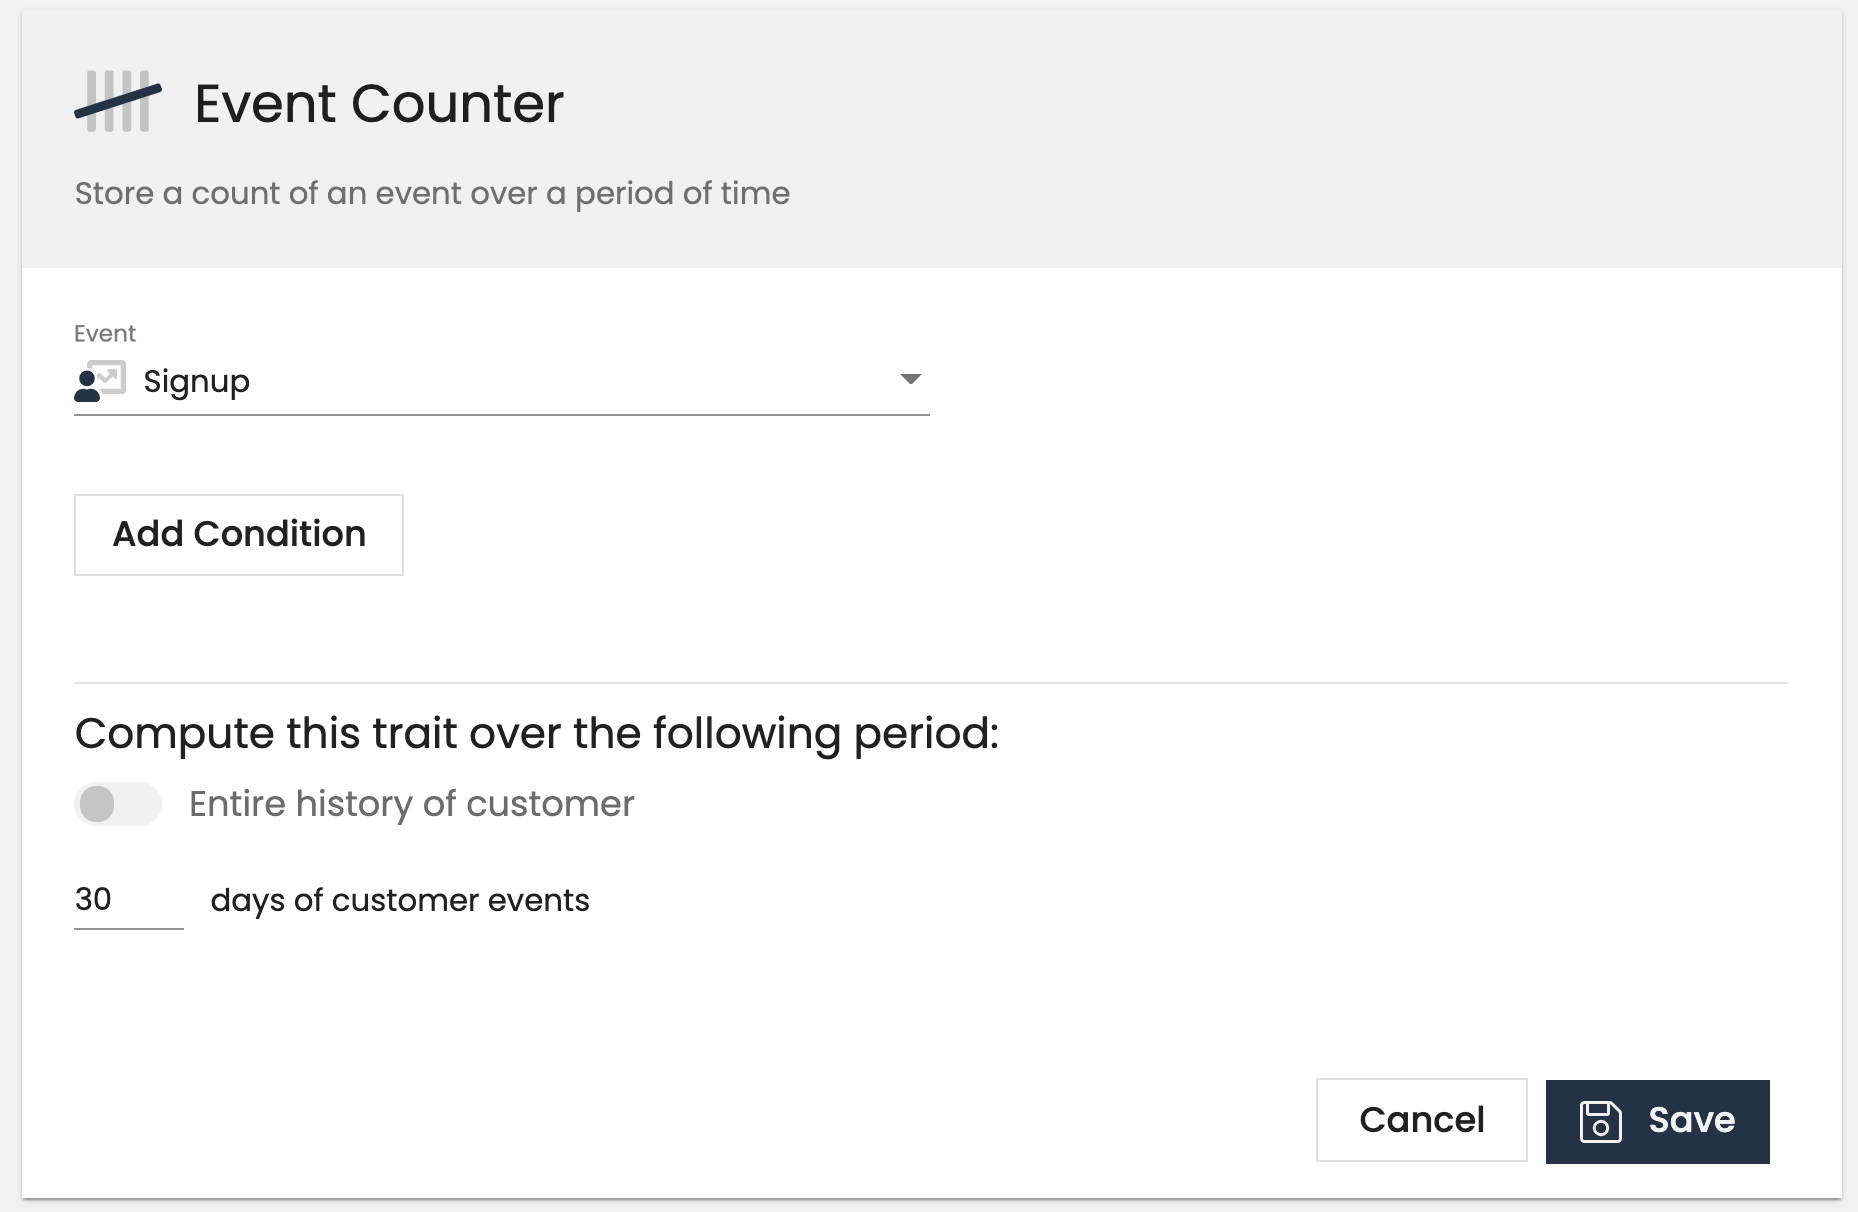 Event Counter
Store a count of an event over a period of time
Event
Signup
Add Condition
Compute this trait over the following period:
Entire history of customer
30 days of customer events
Cancel Save